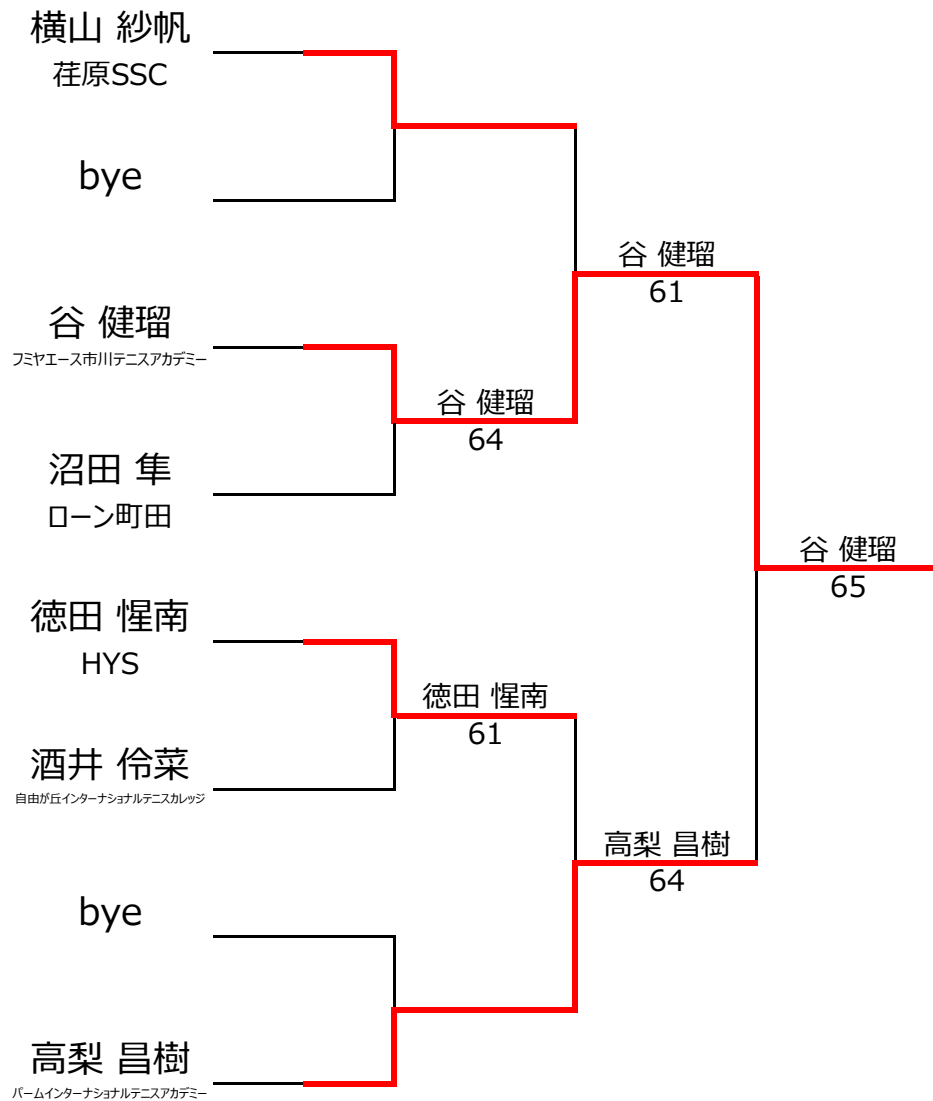 横山 紗帆
荏原SSC
bye
谷 健瑠
フミヤエース市川テニスアカデミー
沼田 隼
ローン町田
徳田 惺南
HYS
酒井 伶菜
自由が丘インターナショナルテニスカレッジ
bye
高梨 昌樹
パームインターナショナルテニスアカデミー
谷 健瑠
64
徳田 惺南
61
谷 健瑠
61
高梨 昌樹
64
谷 健瑠
65